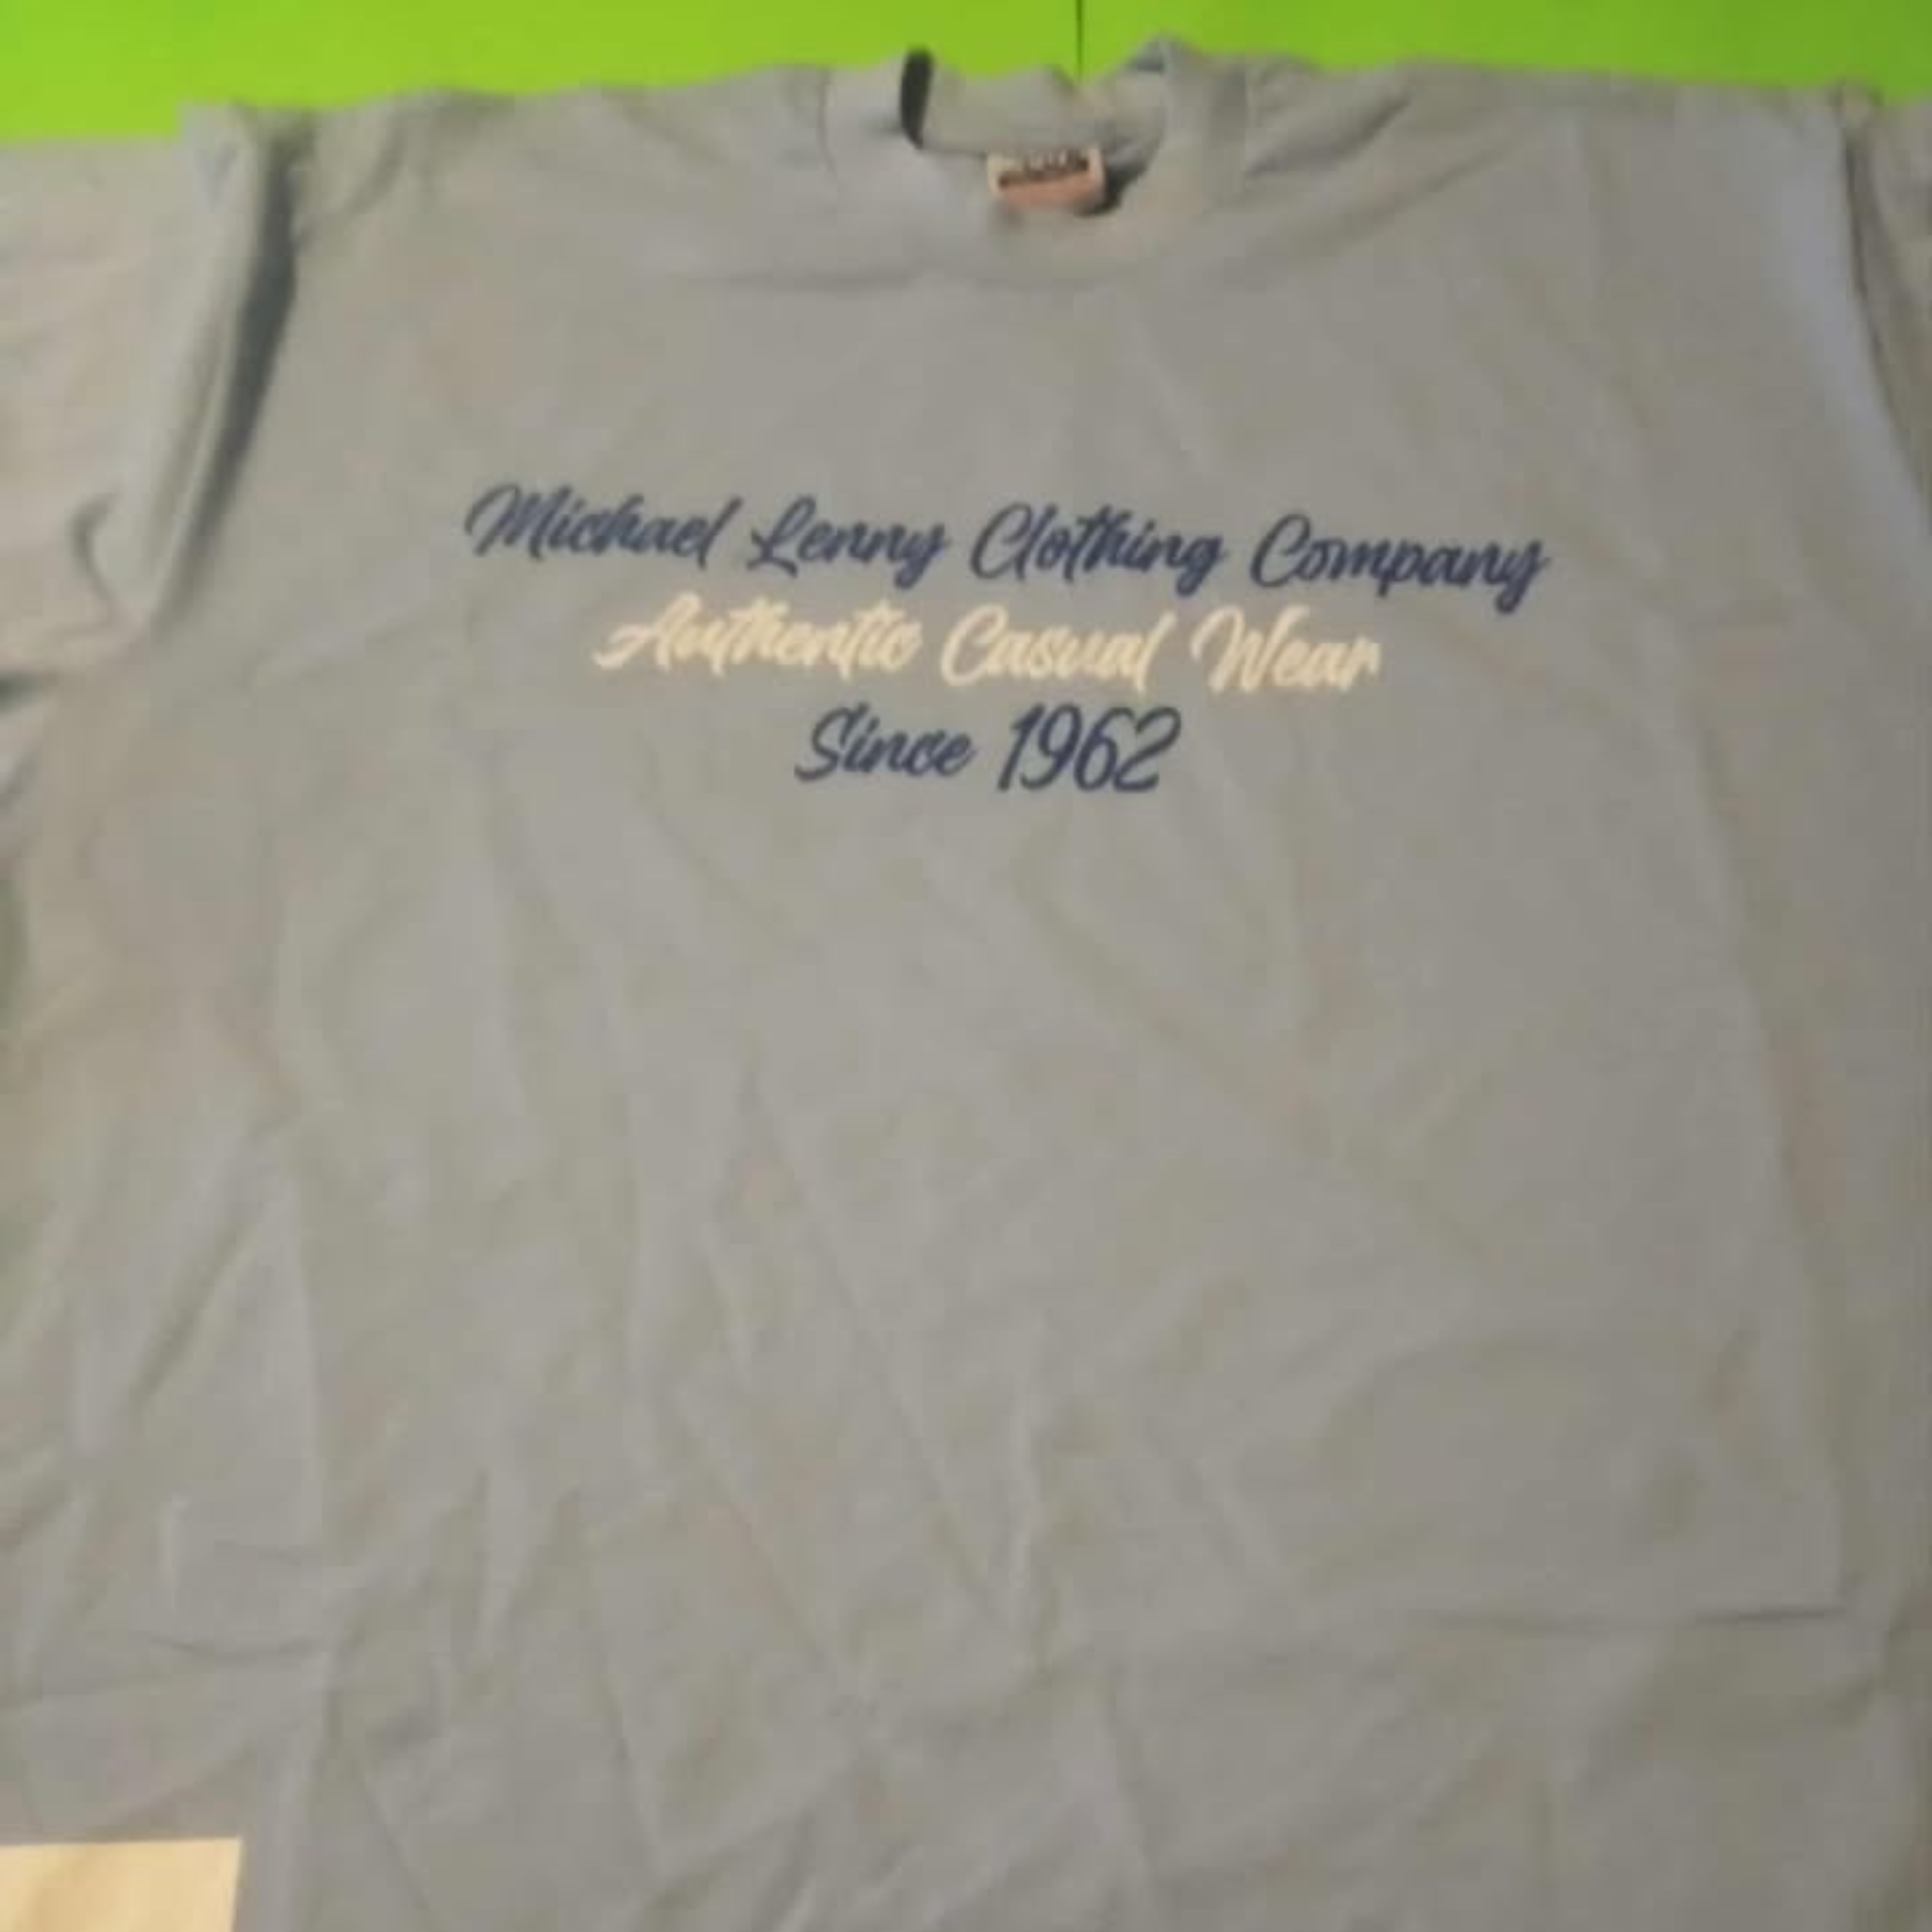 Michael Lenny Clothing Company
Authentic Casual Wear
Since 1962